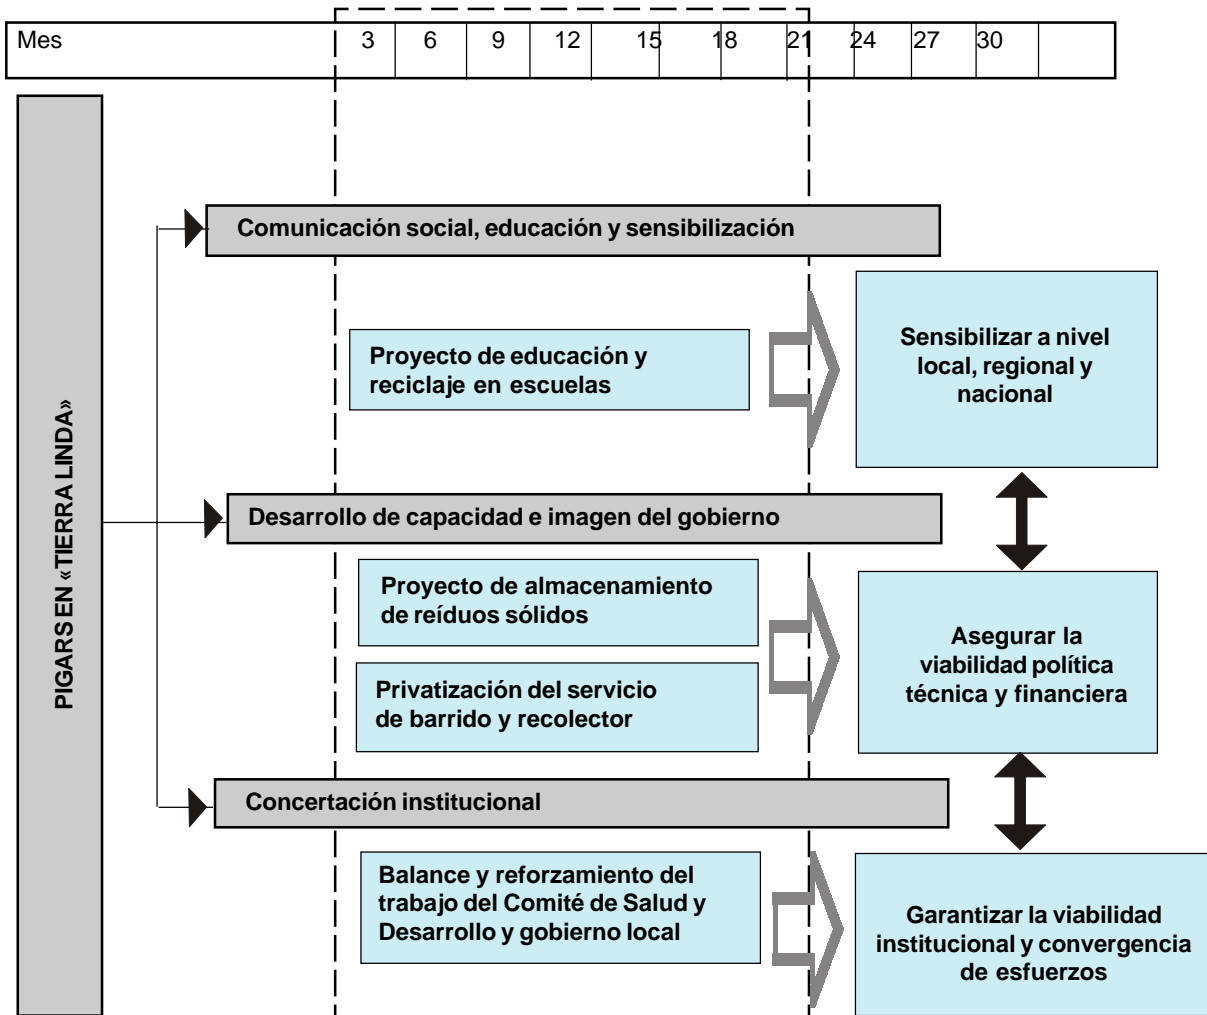 Mes 3 6 9 12 15 18 21 24 27 30
PIGARS EN «TIERRA LINDA»
Comunicación social, educación y sensibilización
Proyecto de educación y
reciclaje en escuelas
Sensibilizar a nivel
local, regional y
nacional
Desarrollo de capacidad e imagen del gobierno
Proyecto de almacenamiento
de reíduos sólidos
Privatización del servicio
de barrido y recolector
Asegurar la
viabilidad política
técnica y financiera
Concertación institucional
Balance y reforzamiento del
trabajo del Comité de Salud y
Desarrollo y gobierno local
Garantizar la viabilidad
institucional y convergencia
de esfuerzos